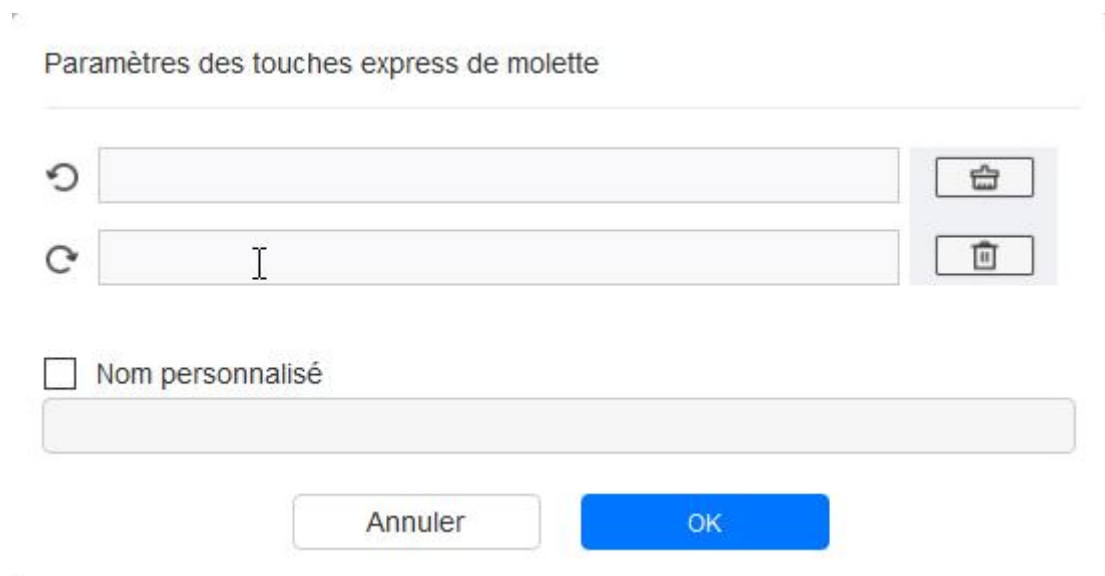 Paramètres des touches express de molette
Nom personnalisé
Annuler
OK